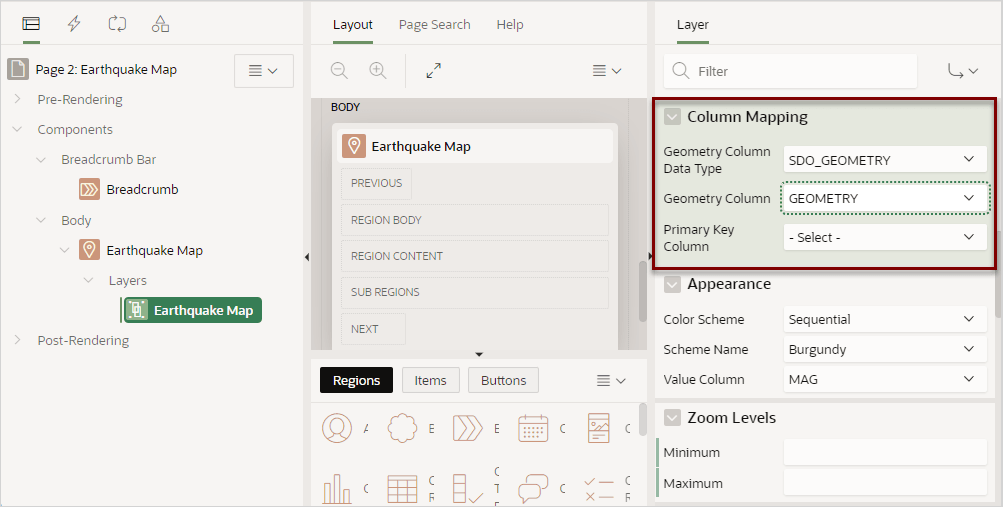 Page 2: Earthquake Map
Pre-Rendering
Components
Breadcrumb Bar
Breadcrumb
Body
Earthquake Map
Layers
Earthquake Map
Post-Rendering
Layout Page Search Help
BODY
Earthquake Map
PREVIOUS
REGION BODY
REGION CONTENT
SUB REGIONS
NEXT
Regions Items Buttons
Layer
Filter
Column Mapping
Geometry Column
Data Type
SDO_GEOMETRY
Geometry Column GEOMETRY
Primary Key
Column
- Select -
Appearance
Color Scheme Sequential
Scheme Name Burgundy
Value Column MAG
Zoom Levels
Minimum
Maximum